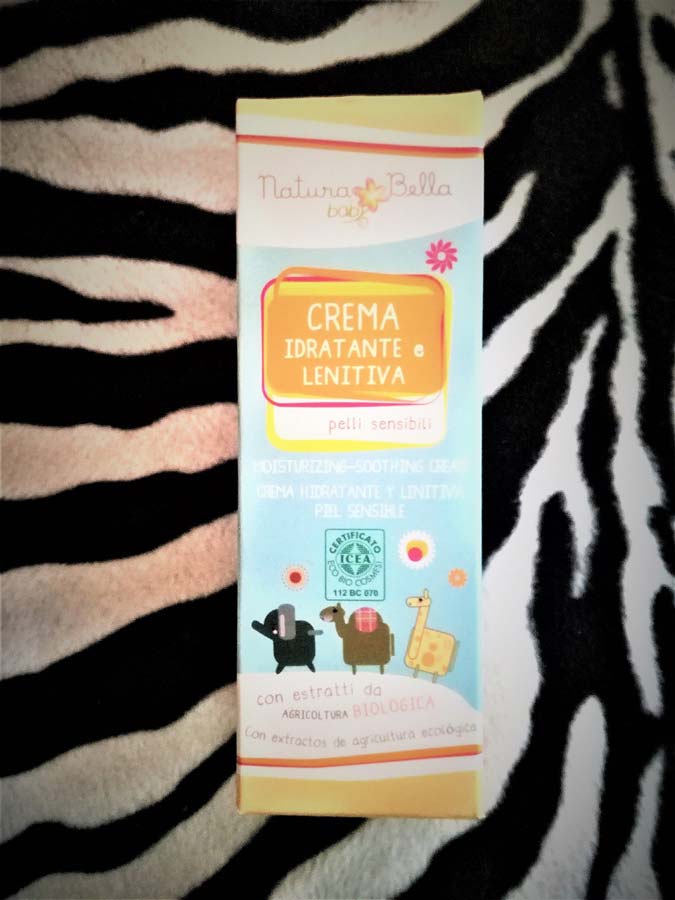 Natura Bella
baby
CREMA
IDRATANTE e
LENITIVA
pelli sensibili
MOISTURIZING-SOOTHING CREAM
CREMA HIDRATANTE Y LINITIVA
PIEL SENSIBLE
CERTIFICATO
ICEA
ECO BIO COSMESI
112 BC 070
con estratti da
AGRICOLTURA BIOLOGICA
Con extractos de agricultura ecológica